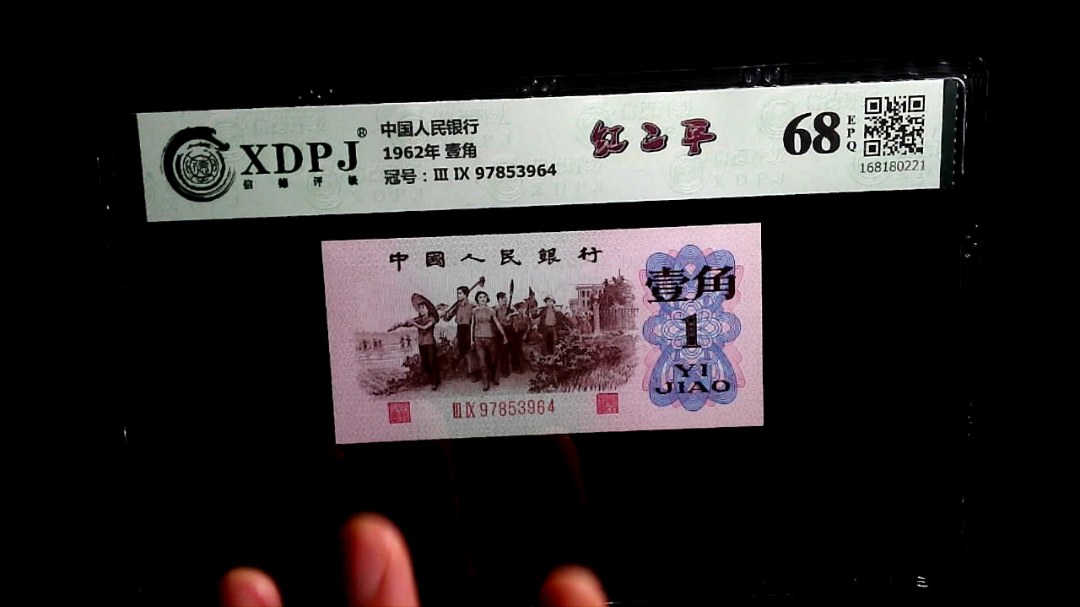 XDPJ®
信德评级
中国人民银行
1962年 壹角
冠号：III IX 97853964
红二平
68
EPQ
168180221
中國人民銀行
壹角
1
YI
JIAO
III IX 97853964